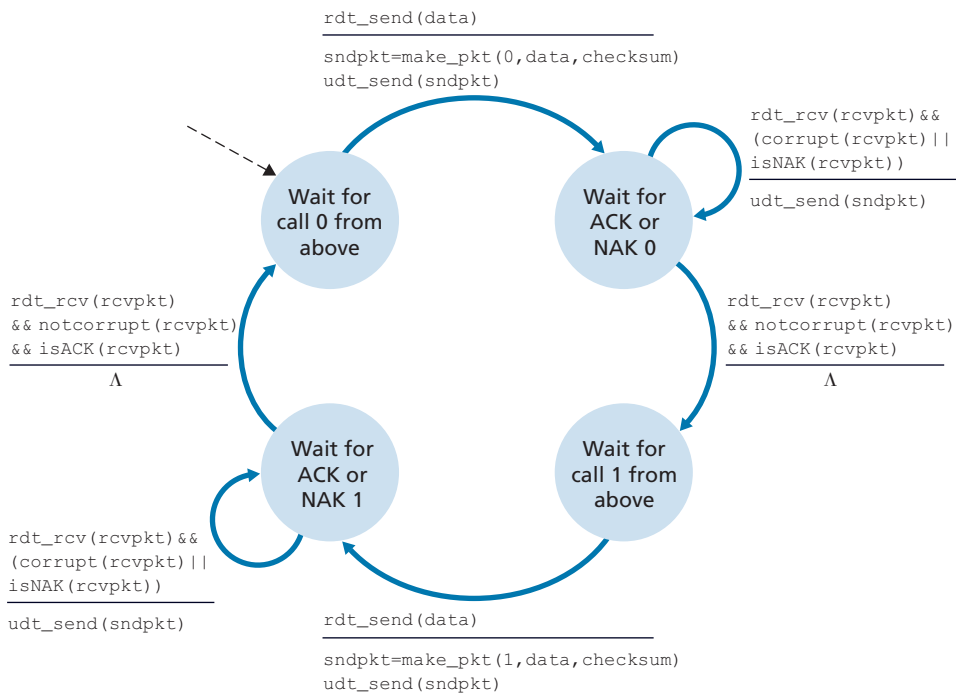 rdt_send(data)
sndpkt=make_pkt(0,data,checksum)
udt_send(sndpkt)
rdt_rcv(rcvpkt)&&
(corrupt(rcvpkt)||
isNAK(rcvpkt))
udt_send(sndpkt)
Wait for
call 0 from
above
Wait for
ACK or
NAK 0
rdt_rcv(rcvpkt)
&& notcorrupt(rcvpkt)
&& isACK(rcvpkt)
Λ
rdt_rcv(rcvpkt)
&& notcorrupt(rcvpkt)
&& isACK(rcvpkt)
Λ
Wait for
ACK or
NAK 1
Wait for
call 1 from
above
rdt_rcv(rcvpkt)&&
(corrupt(rcvpkt)||
isNAK(rcvpkt))
udt_send(sndpkt)
rdt_send(data)
sndpkt=make_pkt(1,data,checksum)
udt_send(sndpkt)